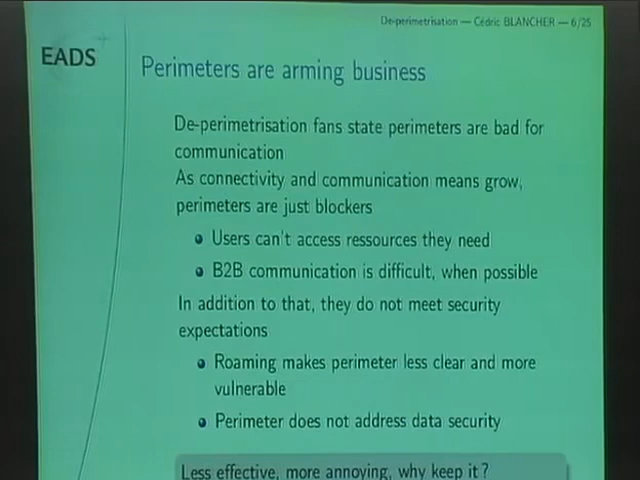 De-perimetrisation — Cédric BLANCHER — 6/25
EADS
Perimeters are arming business
De-perimetrisation fans state perimeters are bad for
communication
As connectivity and communication means grow,
perimeters are just blockers
Users can't access ressources they need
B2B communication is difficult, when possible
In addition to that, they do not meet security
expectations
Roaming makes perimeter less clear and more
vulnerable
Perimeter does not address data security
Less effective, more annoying, why keep it?